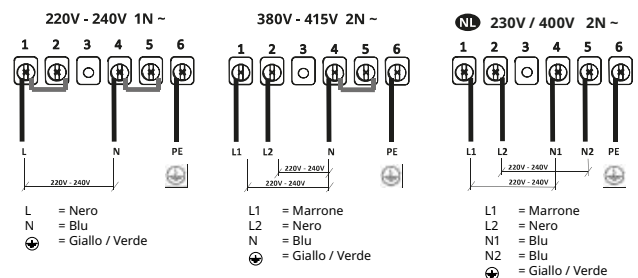 220V - 240V 1N ~
1 2 3 4 5 6
L N PE
220V - 240V
L = Nero
N = Blu
= Giallo / Verde
380V - 415V 2N ~
1 2 3 4 5 6
L1 L2 N PE
220V - 240V
220V - 240V
L1 = Marrone
L2 = Nero
N = Blu
= Giallo / Verde
NL 230V / 400V 2N ~
1 2 3 4 5 6
L1 L2 N1 N2 PE
220V - 240V
220V - 240V
L1 = Marrone
L2 = Nero
N1 = Blu
N2 = Blu
= Giallo / Verde